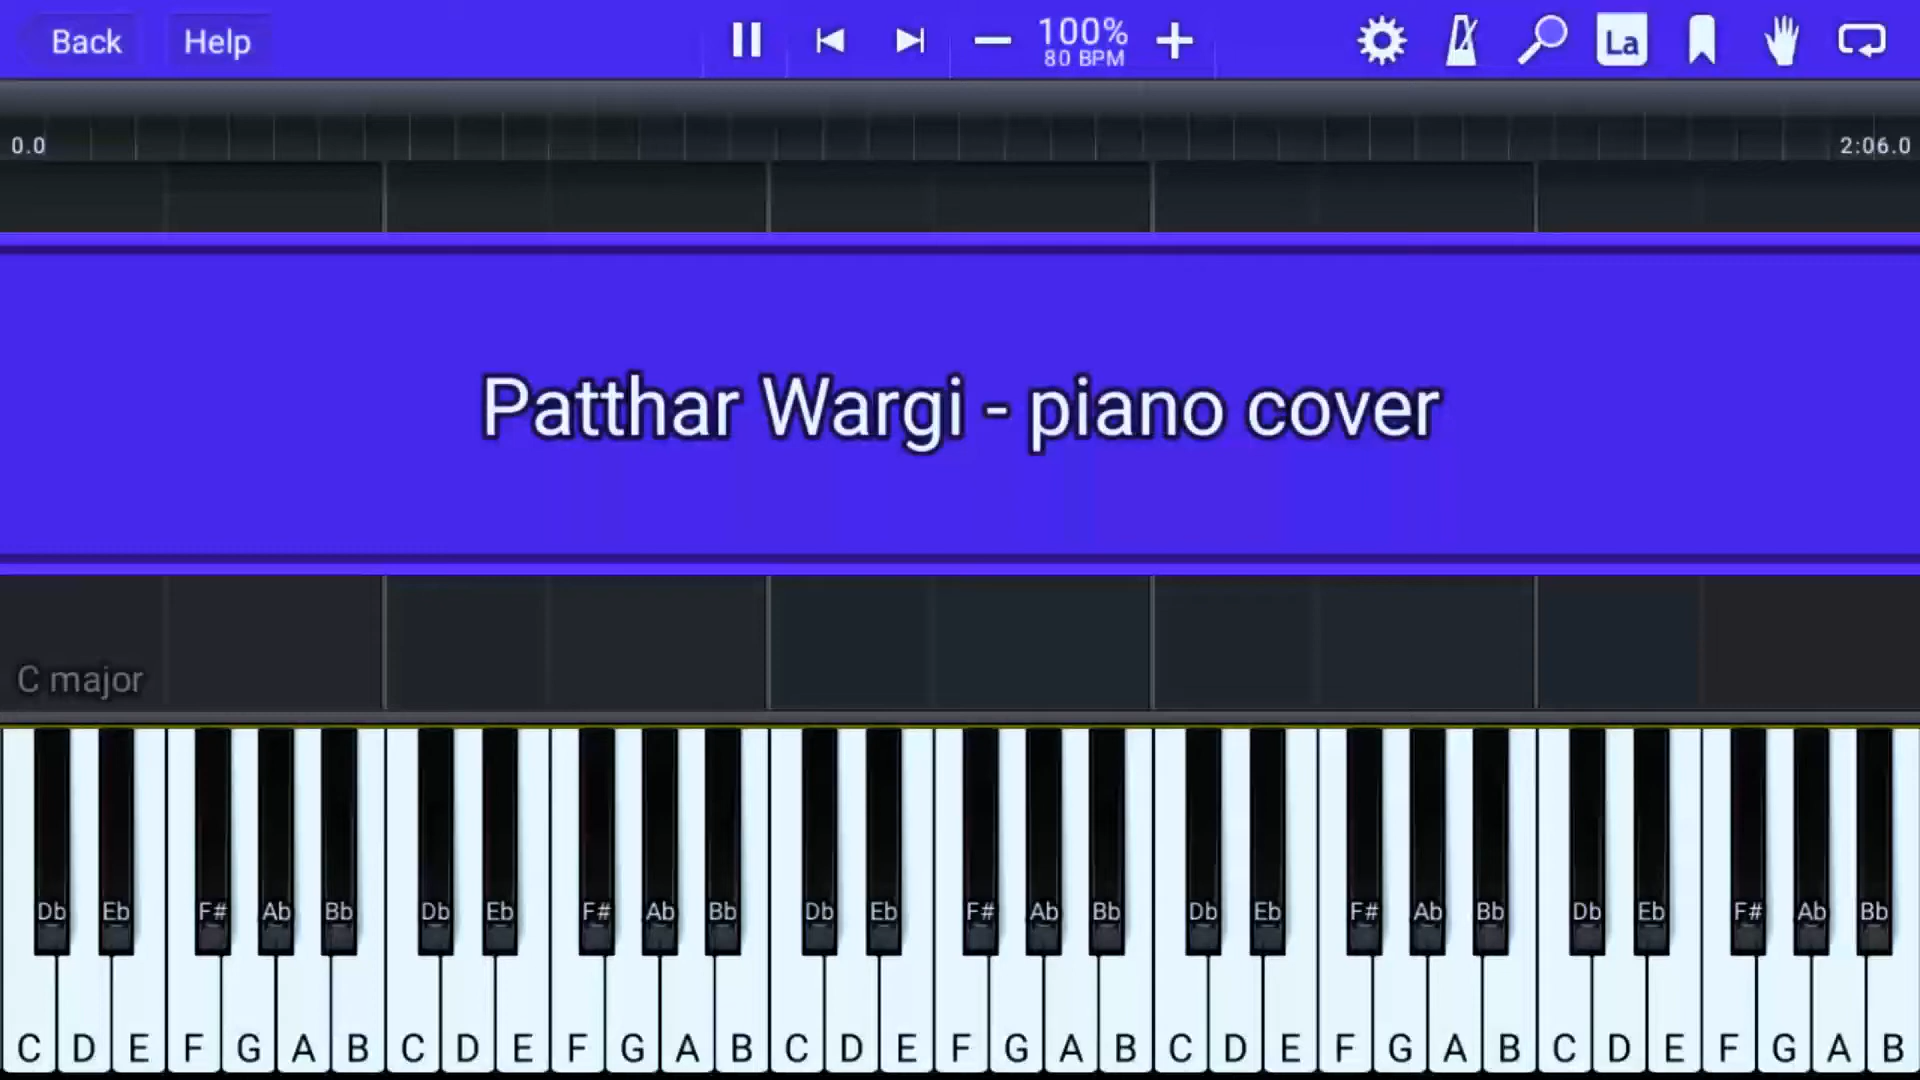 Back Help 100% La
80 BPM
0.0 2:06.0
Patthar Wargi - piano cover
C major
Db Eb F# Ab Bb Db Eb F# Ab Bb Db Eb F# Ab Bb Db Eb F# Ab Bb Db Eb F# Ab Bb
C D E F G A B C D E F G A B C D E F G A B C D E F G A B C D E F G A B